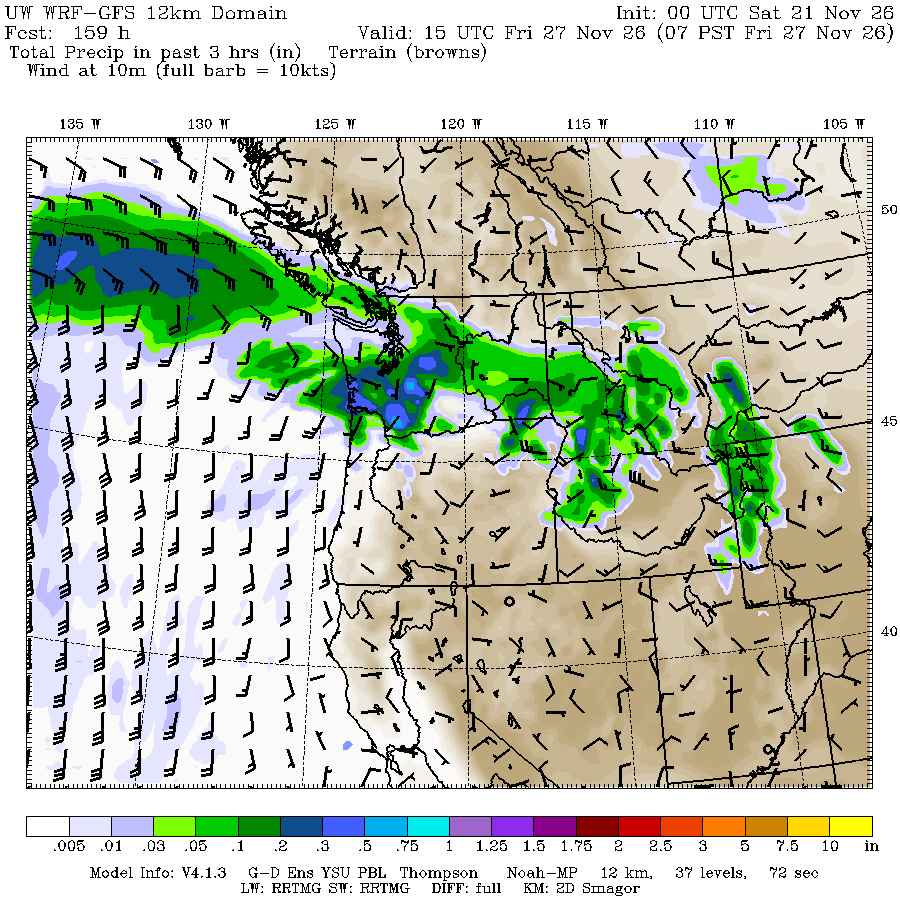 UW WRF-GFS 12km Domain Init: 00 UTC Sat 21 Nov 26
Fcst: 159 h Valid: 15 UTC Fri 27 Nov 26 (07 PST Fri 27 Nov 26)
Total Precip in past 3 hrs (in) Terrain (browns)
Wind at 10m (full barb = 10kts)
135 W 130 W 125 W 120 W 115 W 110 W 105 W
50
45
40
.005 .01 .03 .05 .1 .2 .3 .5 .75 1 1.25 1.5 1.75 2 2.5 3 5 7.5 10 in
Model Info: V4.1.3 G-D Ens YSU PBL Thompson Noah-MP 12 km, 37 levels, 72 sec
LW: RRTMG SW: RRTMG DIFF: full KM: 2D Smagor